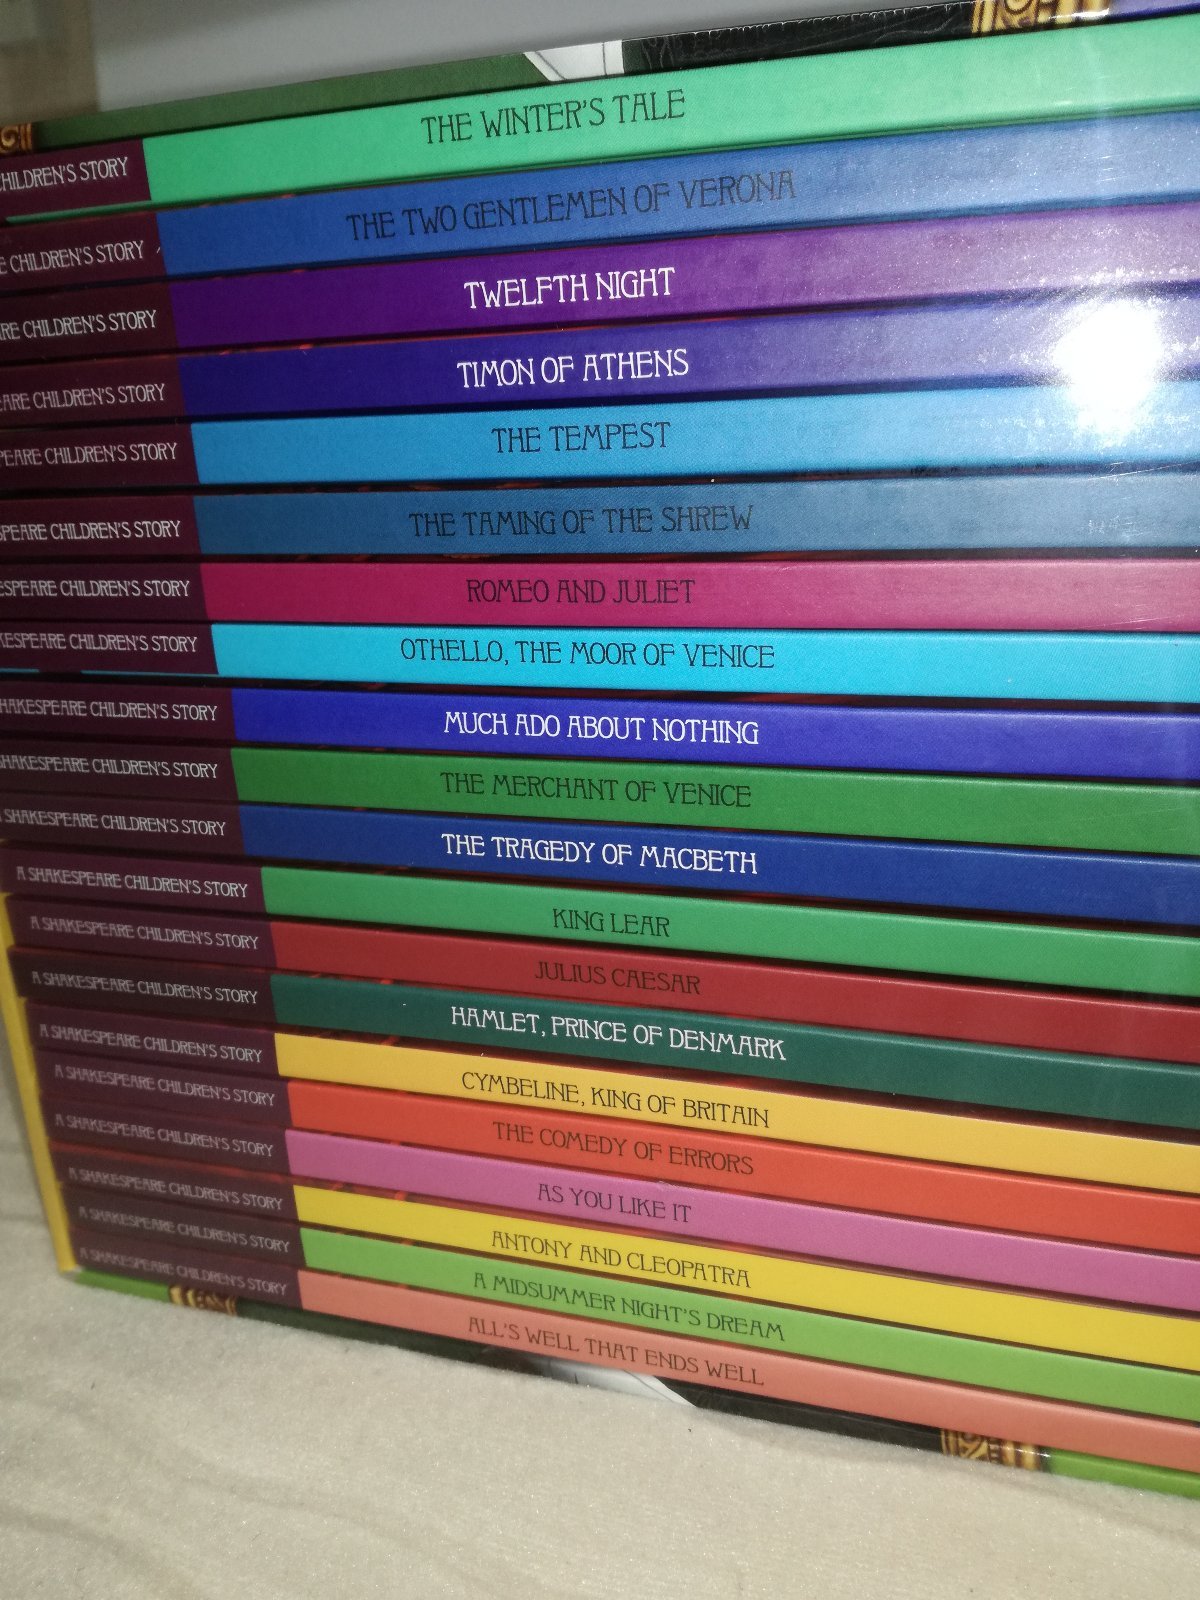 CHILDREN'S STORY THE WINTER'S TALE
CHILDREN'S STORY THE TWO GENTLEMEN OF VERONA
CHILDREN'S STORY TWELFTH NIGHT
CHILDREN'S STORY TIMON OF ATHENS
CHILDREN'S STORY THE TEMPEST
CHILDREN'S STORY THE TAMING OF THE SHREW
CHILDREN'S STORY ROMEO AND JULIET
CHILDREN'S STORY OTHELLO, THE MOOR OF VENICE
SHAKESPEARE CHILDREN'S STORY MUCH ADO ABOUT NOTHING
SHAKESPEARE CHILDREN'S STORY THE MERCHANT OF VENICE
A SHAKESPEARE CHILDREN'S STORY THE TRAGEDY OF MACBETH
A SHAKESPEARE CHILDREN'S STORY KING LEAR
A SHAKESPEARE CHILDREN'S STORY JULIUS CAESAR
A SHAKESPEARE CHILDREN'S STORY HAMLET, PRINCE OF DENMARK
A SHAKESPEARE CHILDREN'S STORY CYMBELINE, KING OF BRITAIN
A SHAKESPEARE CHILDREN'S STORY THE COMEDY OF ERRORS
A SHAKESPEARE CHILDREN'S STORY AS YOU LIKE IT
A SHAKESPEARE CHILDREN'S STORY ANTONY AND CLEOPATRA
A SHAKESPEARE CHILDREN'S STORY A MIDSUMMER NIGHT'S DREAM
A SHAKESPEARE CHILDREN'S STORY ALL'S WELL THAT ENDS WELL